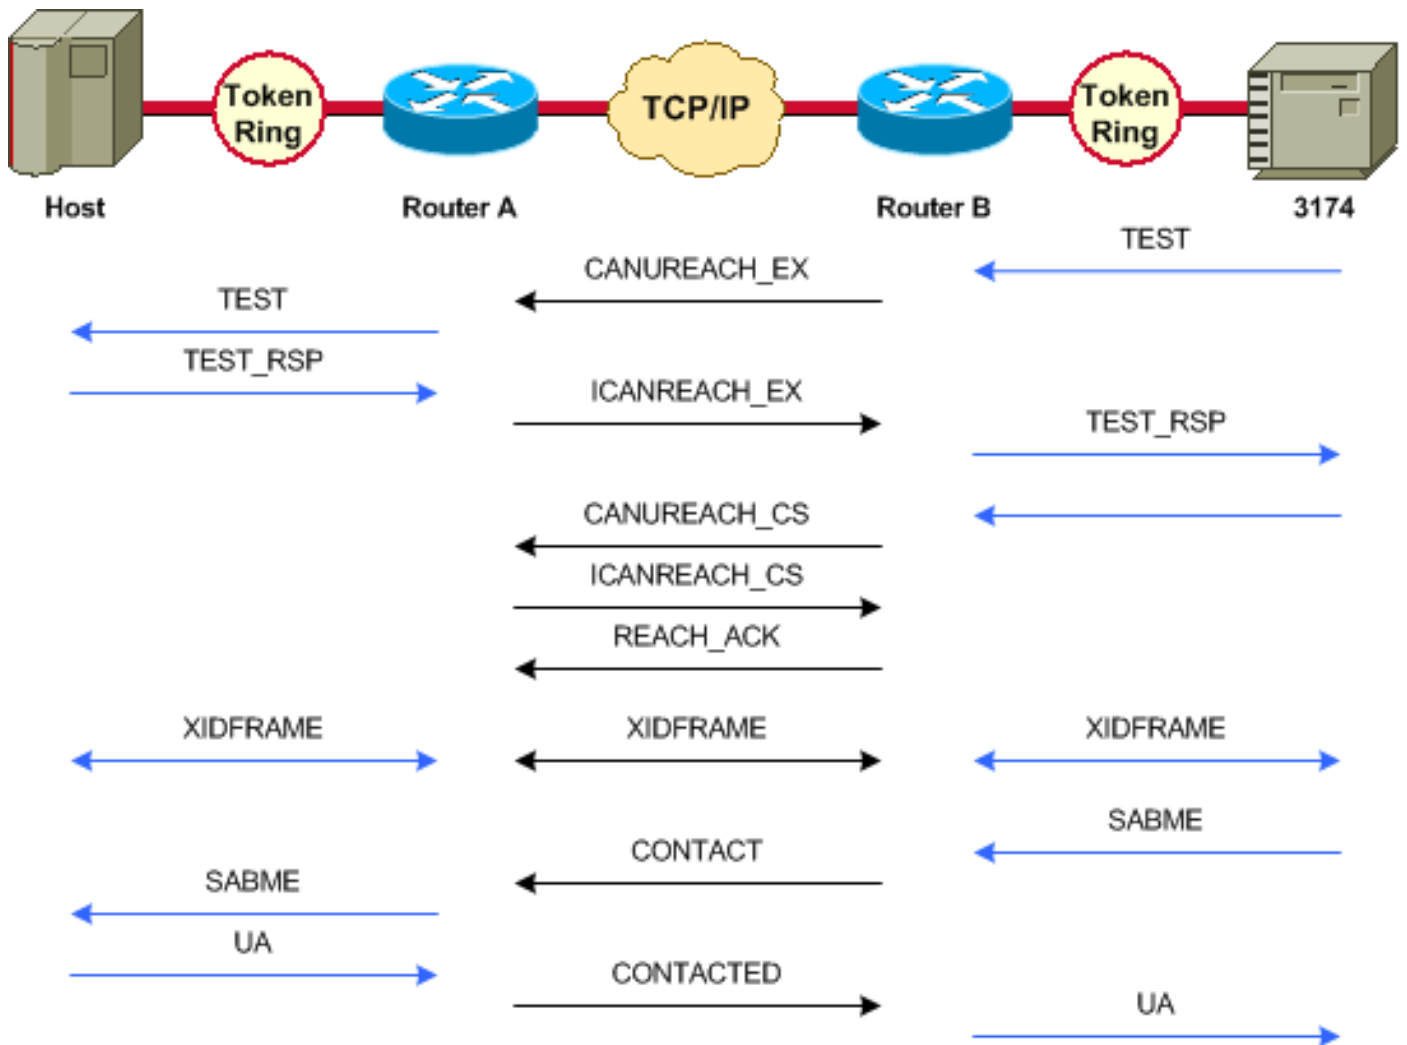 Token
Ring
TCP/IP
Token
Ring
Host
Router A
Router B
3174
TEST
CANUREACH_EX
TEST
TEST_RSP
ICANREACH_EX
TEST_RSP
CANUREACH_CS
ICANREACH_CS
REACH_ACK
XIDFRAME
XIDFRAME
XIDFRAME
SABME
CONTACT
SABME
UA
CONTACTED
UA